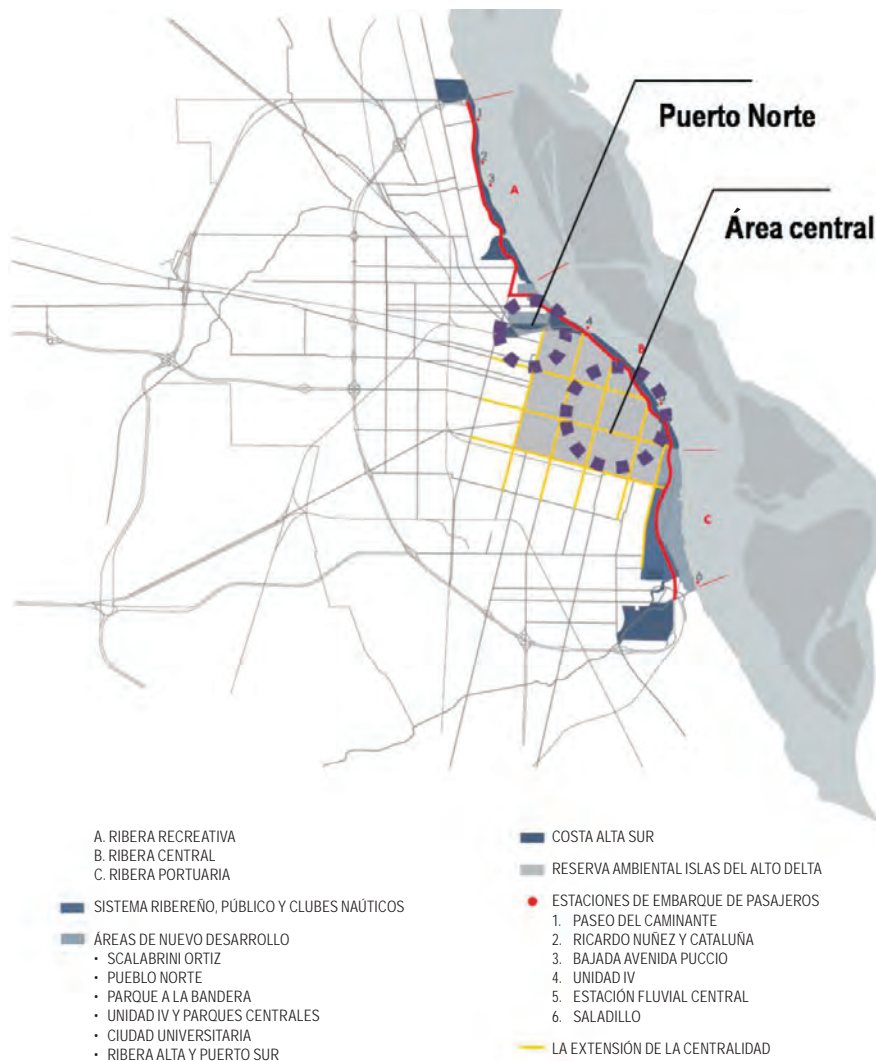 Puerto Norte
Área central
1
2
3
A
4
B
5
C
6
A. RIBERA RECREATIVA
B. RIBERA CENTRAL
C. RIBERA PORTUARIA
SISTEMA RIBEREÑO, PÚBLICO Y CLUBES NAÚTICOS
ÁREAS DE NUEVO DESARROLLO
• SCALABRINI ORTIZ
• PUEBLO NORTE
• PARQUE A LA BANDERA
• UNIDAD IV Y PARQUES CENTRALES
• CIUDAD UNIVERSITARIA
• RIBERA ALTA Y PUERTO SUR
COSTA ALTA SUR
RESERVA AMBIENTAL ISLAS DEL ALTO DELTA
ESTACIONES DE EMBARQUE DE PASAJEROS
1. PASEO DEL CAMINANTE
2. RICARDO NUÑEZ Y CATALUÑA
3. BAJADA AVENIDA PUCCIO
4. UNIDAD IV
5. ESTACIÓN FLUVIAL CENTRAL
6. SALADILLO
LA EXTENSIÓN DE LA CENTRALIDAD